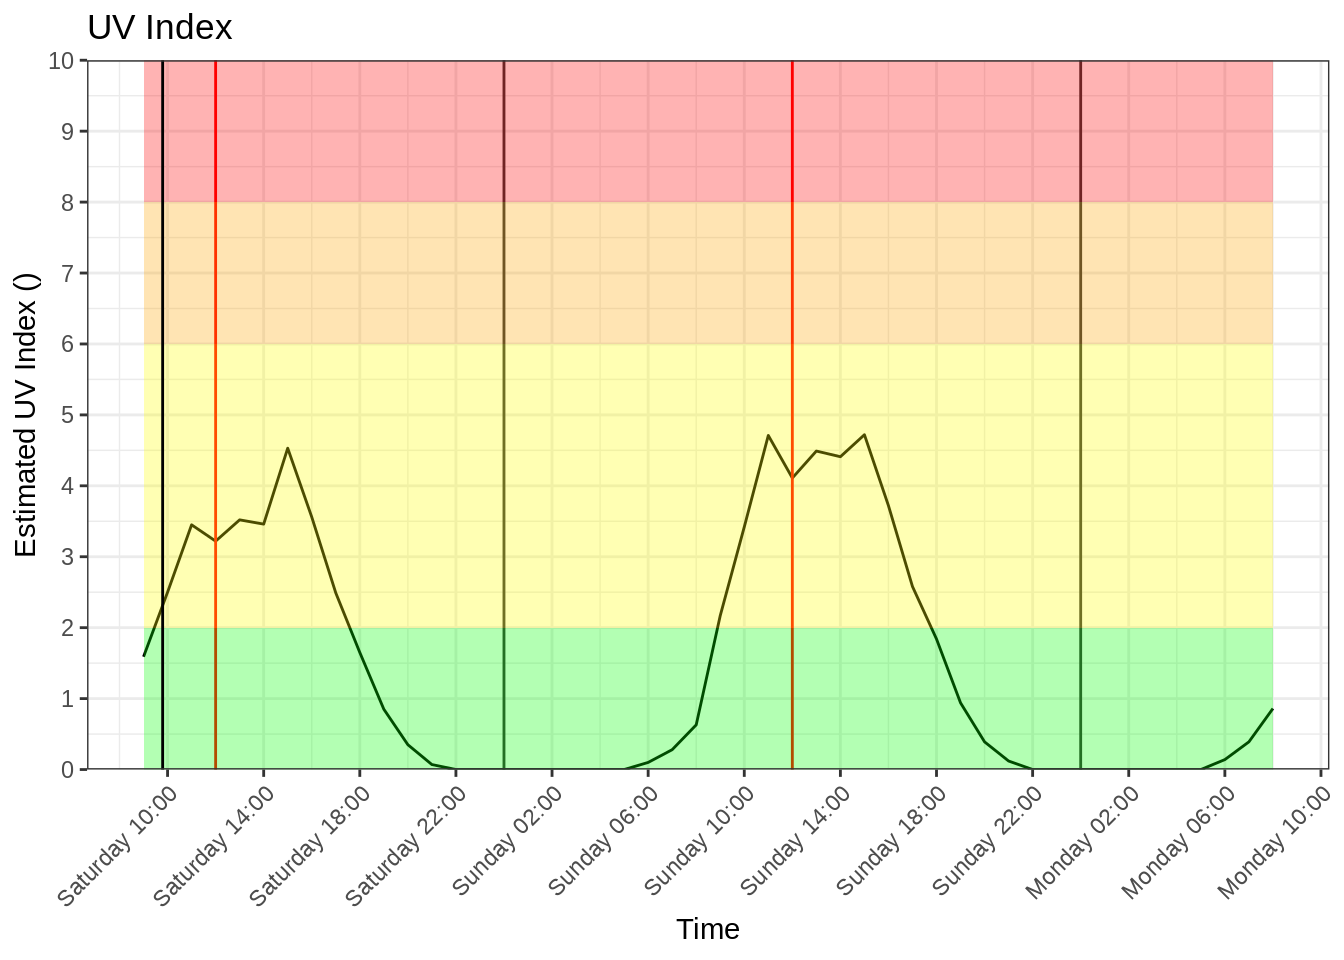 UV Index
Estimated UV Index ()
10
9
8
7
6
5
4
3
2
1
0
Saturday 10:00
Saturday 14:00
Saturday 18:00
Saturday 22:00
Sunday 02:00
Sunday 06:00
Sunday 10:00
Sunday 14:00
Sunday 18:00
Sunday 22:00
Monday 02:00
Monday 06:00
Monday 10:00
Time